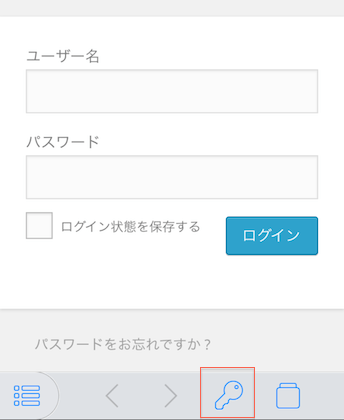 ユーザー名
パスワード
ログイン状態を保存する
ログイン
パスワードをお忘れですか ?